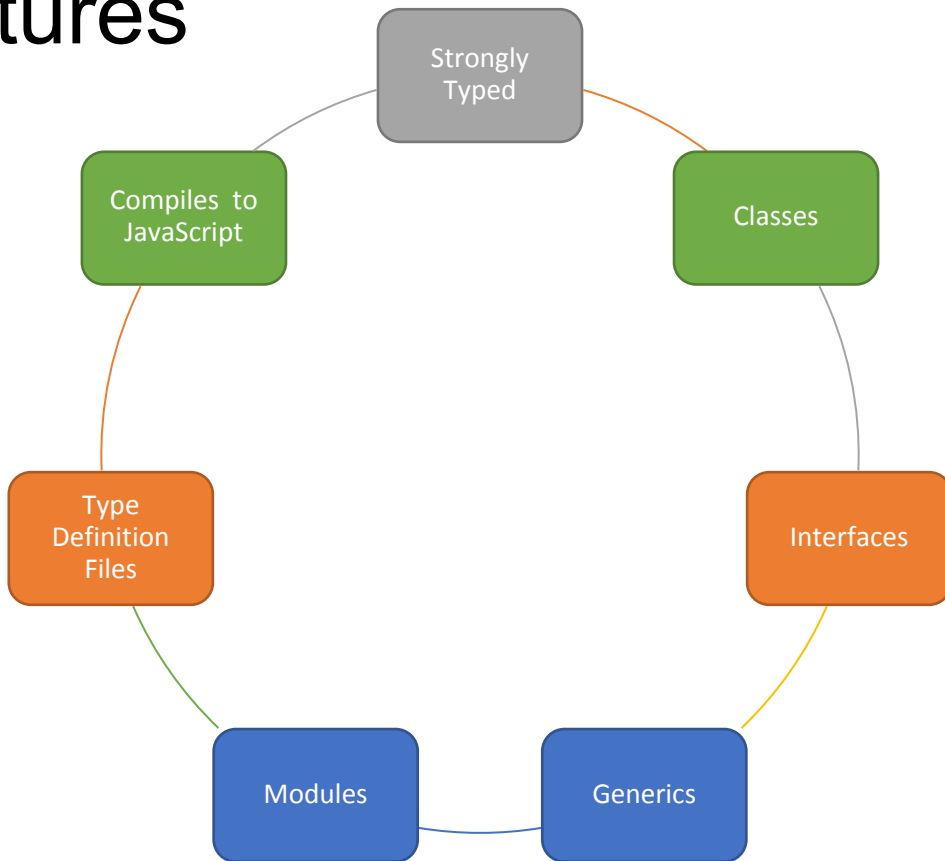 tures
Strongly
Typed
Compiles to
JavaScript
Classes
Type
Definition
Files
Interfaces
Modules
Generics